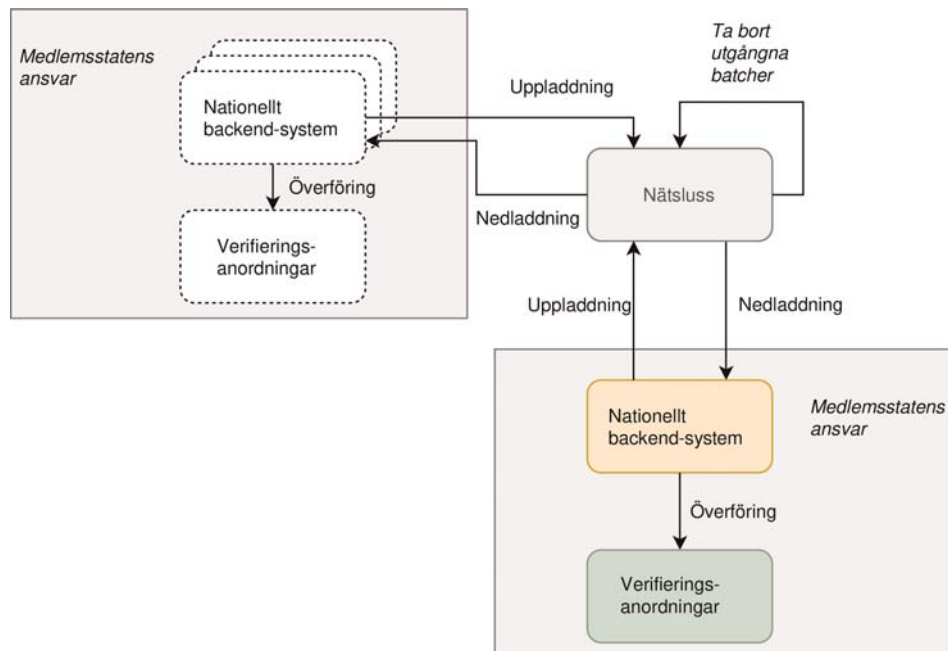 Medlemsstatens
ansvar
Nationellt
backend-system
Överföring
Verifierings-
anordningar
Uppladdning
Nedladdning
Ta bort
utgångna
batcher
Nätsluss
Uppladdning
Nedladdning
Nationellt
backend-system
Medlemsstatens
ansvar
Överföring
Verifierings-
anordningar